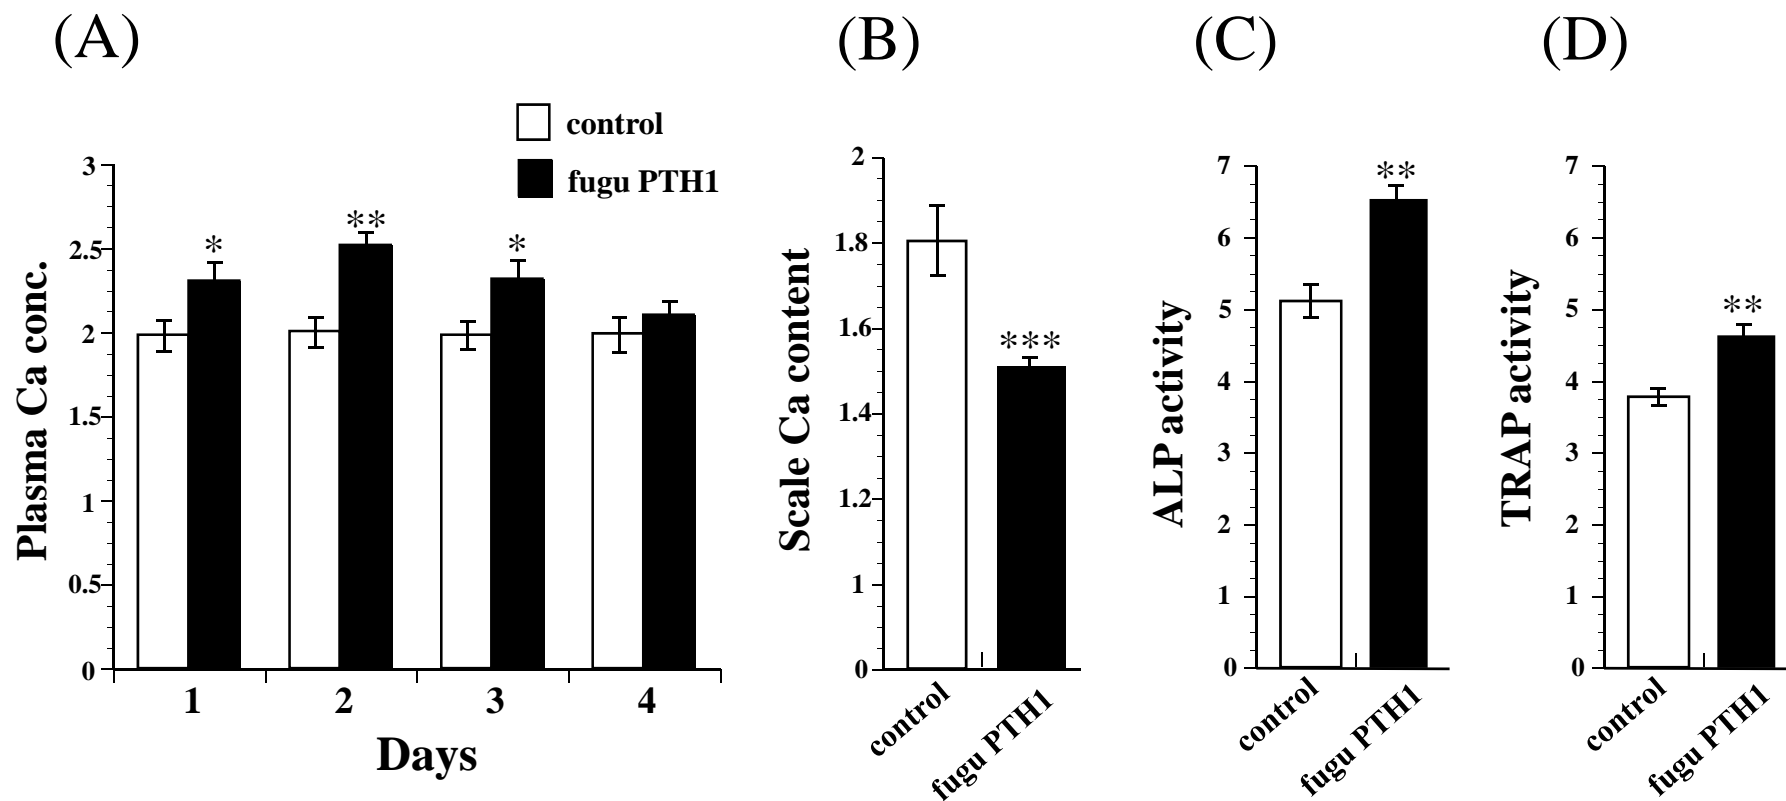 (A)
(B)
(C)
(D)
control
fugu PTH1
Plasma Ca conc.
3
2.5
2
1.5
1
0.5
0
*
**
*
1
2
3
4
Days
Scale Ca content
2
1.8
1.6
1.4
1.2
1
0
***
control
fugu PTH1
ALP activity
7
6
5
4
3
2
1
0
**
control
fugu PTH1
TRAP activity
7
6
5
4
3
2
1
0
**
control
fugu PTH1